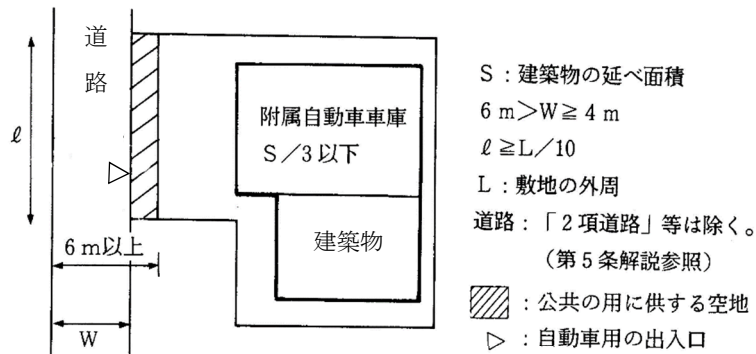 道
路
ℓ
附属自動車車庫
S／3以下
建築物
6m以上
W
S：建築物の延べ面積
6m＞W≧4m
ℓ≧L／10
L：敷地の外周
道路：「2項道路」等は除く。
（第5条解説参照）
：公共の用に供する空地
：自動車用の出入口